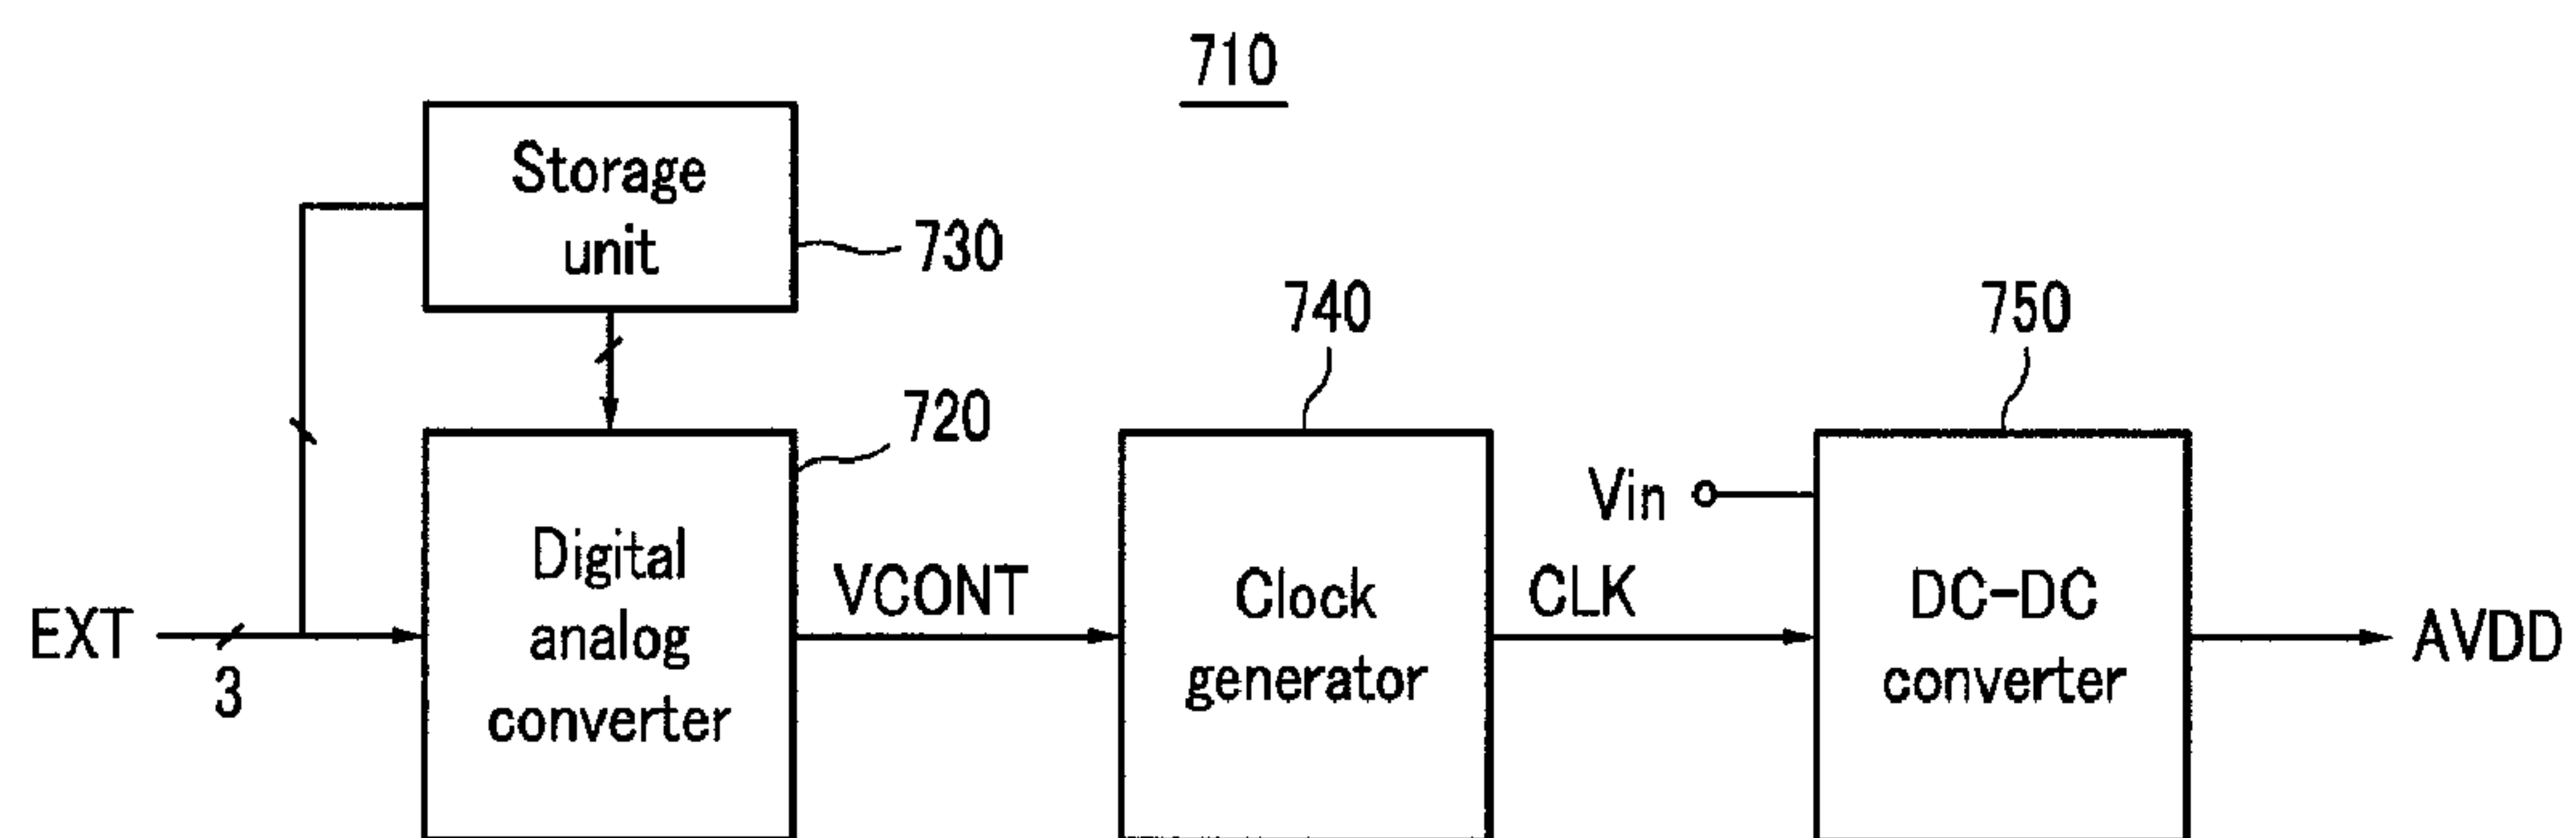 710
Storage
unit
730
720
740
750
Vin
Digital
analog
converter
VCONT
Clock
generator
CLK
DC-DC
converter
EXT
3
AVDD